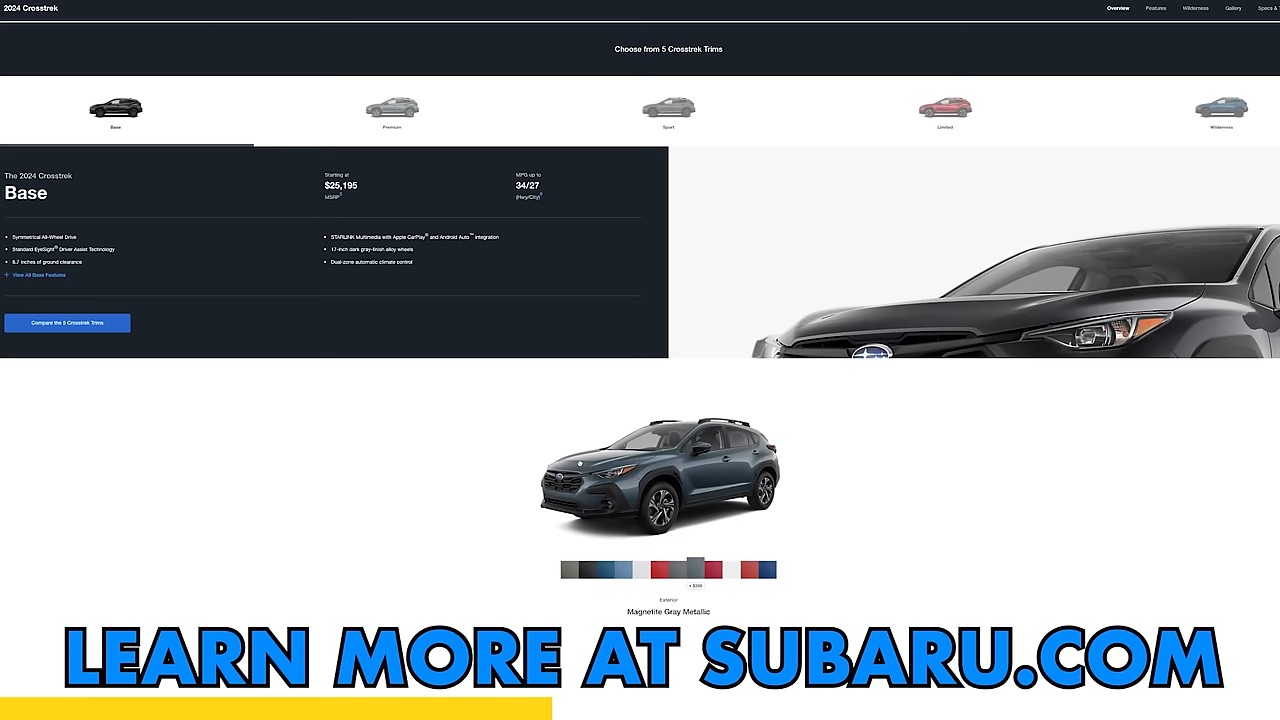 2024 Crosstrek
Overview Features Wilderness Gallery Specs &
Choose from 5 Crosstrek Trims
Base Premium Sport Limited Wilderness
The 2024 Crosstrek
Base
Starting at
$25,195
MSRP
MPG up to
34/27
(Hwy/City)
• Symmetrical All-Wheel Drive
• Standard EyeSight® Driver Assist Technology
• 8.7 inches of ground clearance
+ View All Base Features
• STARLINK Multimedia with Apple CarPlay® and Android Auto™ integration
• 17-inch dark gray-finish alloy wheels
• Dual-zone automatic climate control
Compare the 5 Crosstrek Trims
+ $395
Exterior
Magnetite Gray Metallic
LEARN MORE AT SUBARU.COM